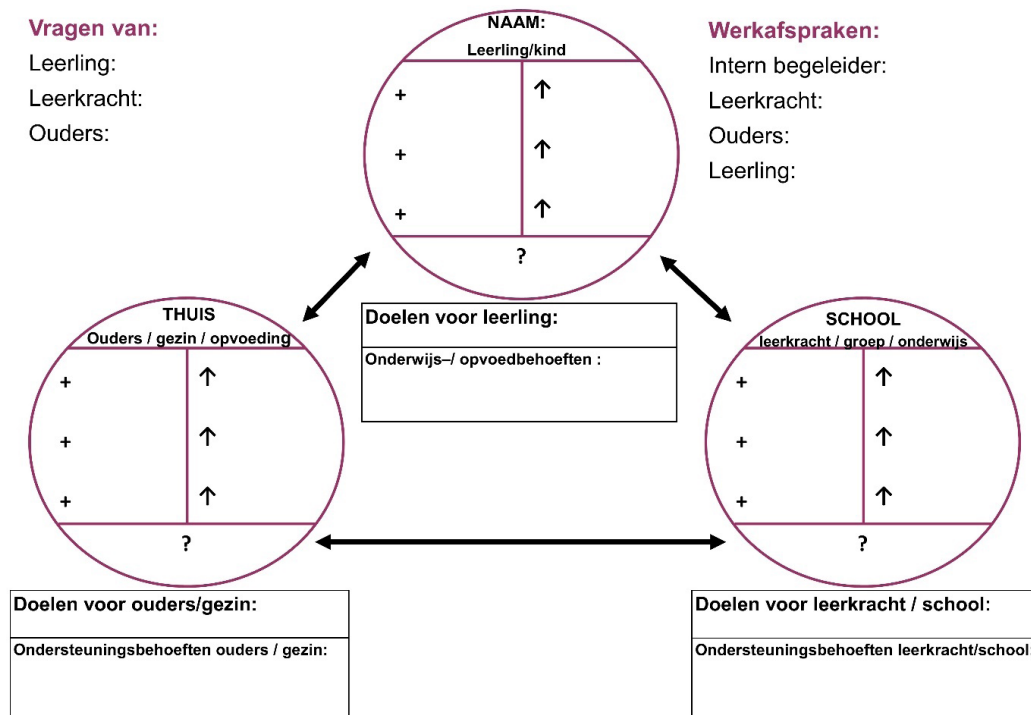 Vragen van:
Leerling:
Leerkracht:
Ouders:
NAAM:
Leerling/kind
+ ↑
+ ↑
+ ↑
?
Werkafspraken:
Intern begeleider:
Leerkracht:
Ouders:
Leerling:
Doelen voor leerling:
Onderwijs–/ opvoedbehoeften :
THUIS
Ouders / gezin / opvoeding
+ ↑
+ ↑
+ ↑
?
Doelen voor ouders/gezin:
Ondersteuningsbehoeften ouders / gezin:
SCHOOL
leerkracht / groep / onderwijs
+ ↑
+ ↑
+ ↑
?
Doelen voor leerkracht / school:
Ondersteuningsbehoeften leerkracht/school: